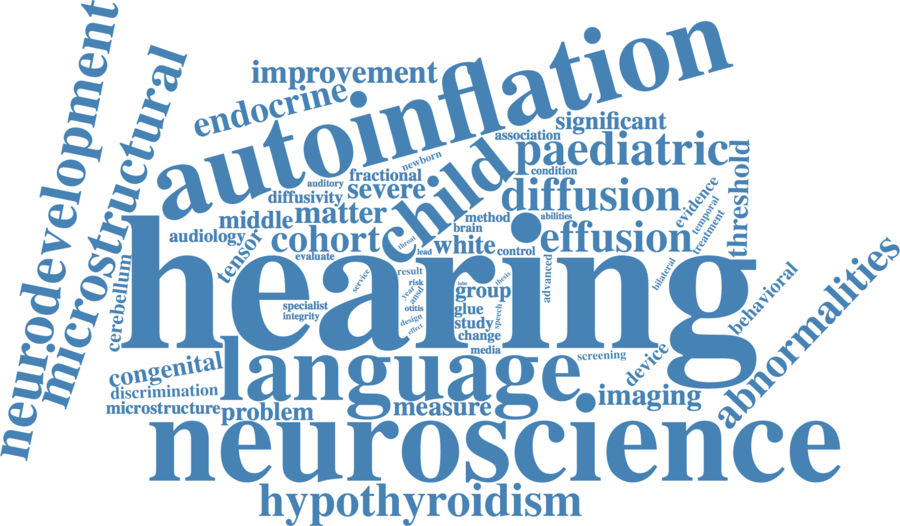 neurodevelopment
microstructural
improvement
endocrine
autoinflation
significant
association
paediatric
newborn
fractional
condition
auditory
severe
diffusivity
child
diffusion
threshold
evidence
temporal
treatment
middle
matter
method
abilities
brain
audiology
tensor
cohort
throat
white
effusion
evaluate
lead
control
cerebellum
hearing
service
result
risk
year
otitis
design
effect
group
thesis
speech
advanced
bilateral
specialist
integrity
glue
study
change
media
behavioral
abnormalities
congenital
language
screening
device
discrimination
imaging
microstructure
problem
measure
neuroscience
hypothyroidism